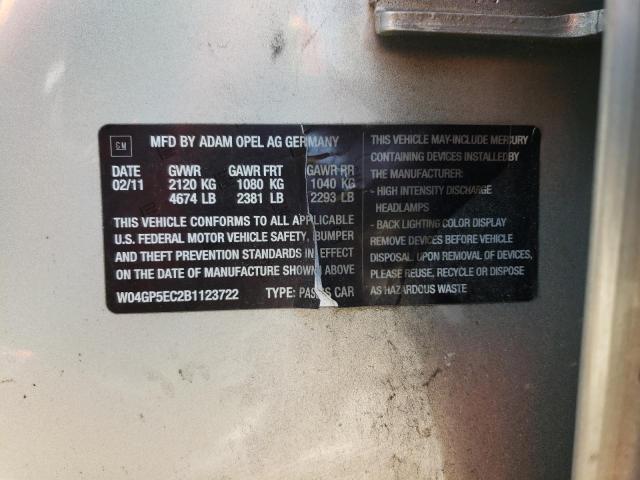 GM
MFD BY ADAM OPEL AG GERMANY
DATE GVWR GAWR FRT GAWR RR
02/11 2120 KG 1080 KG 1040 KG
4674 LB 2381 LB 2293 LB
THIS VEHICLE CONFORMS TO ALL APPLICABLE
U.S. FEDERAL MOTOR VEHICLE SAFETY, BUMPER
AND THEFT PREVENTION STANDARDS IN EFFECT
ON THE DATE OF MANUFACTURE SHOWN ABOVE
W04GP5EC2B1123722 TYPE: PASS CAR
THIS VEHICLE MAY-INCLUDE MERCURY
CONTAINING DEVICES INSTALLED BY
THE MANUFACTURER:
- HIGH INTENSITY DISCHARGE
HEADLAMPS
- BACK LIGHTING COLOR DISPLAY
REMOVE DEVICES BEFORE VEHICLE
DISPOSAL. UPON REMOVAL OF DEVICES,
PLEASE REUSE, RECYCLE OR DISPOSE
AS HAZARDOUS WASTE